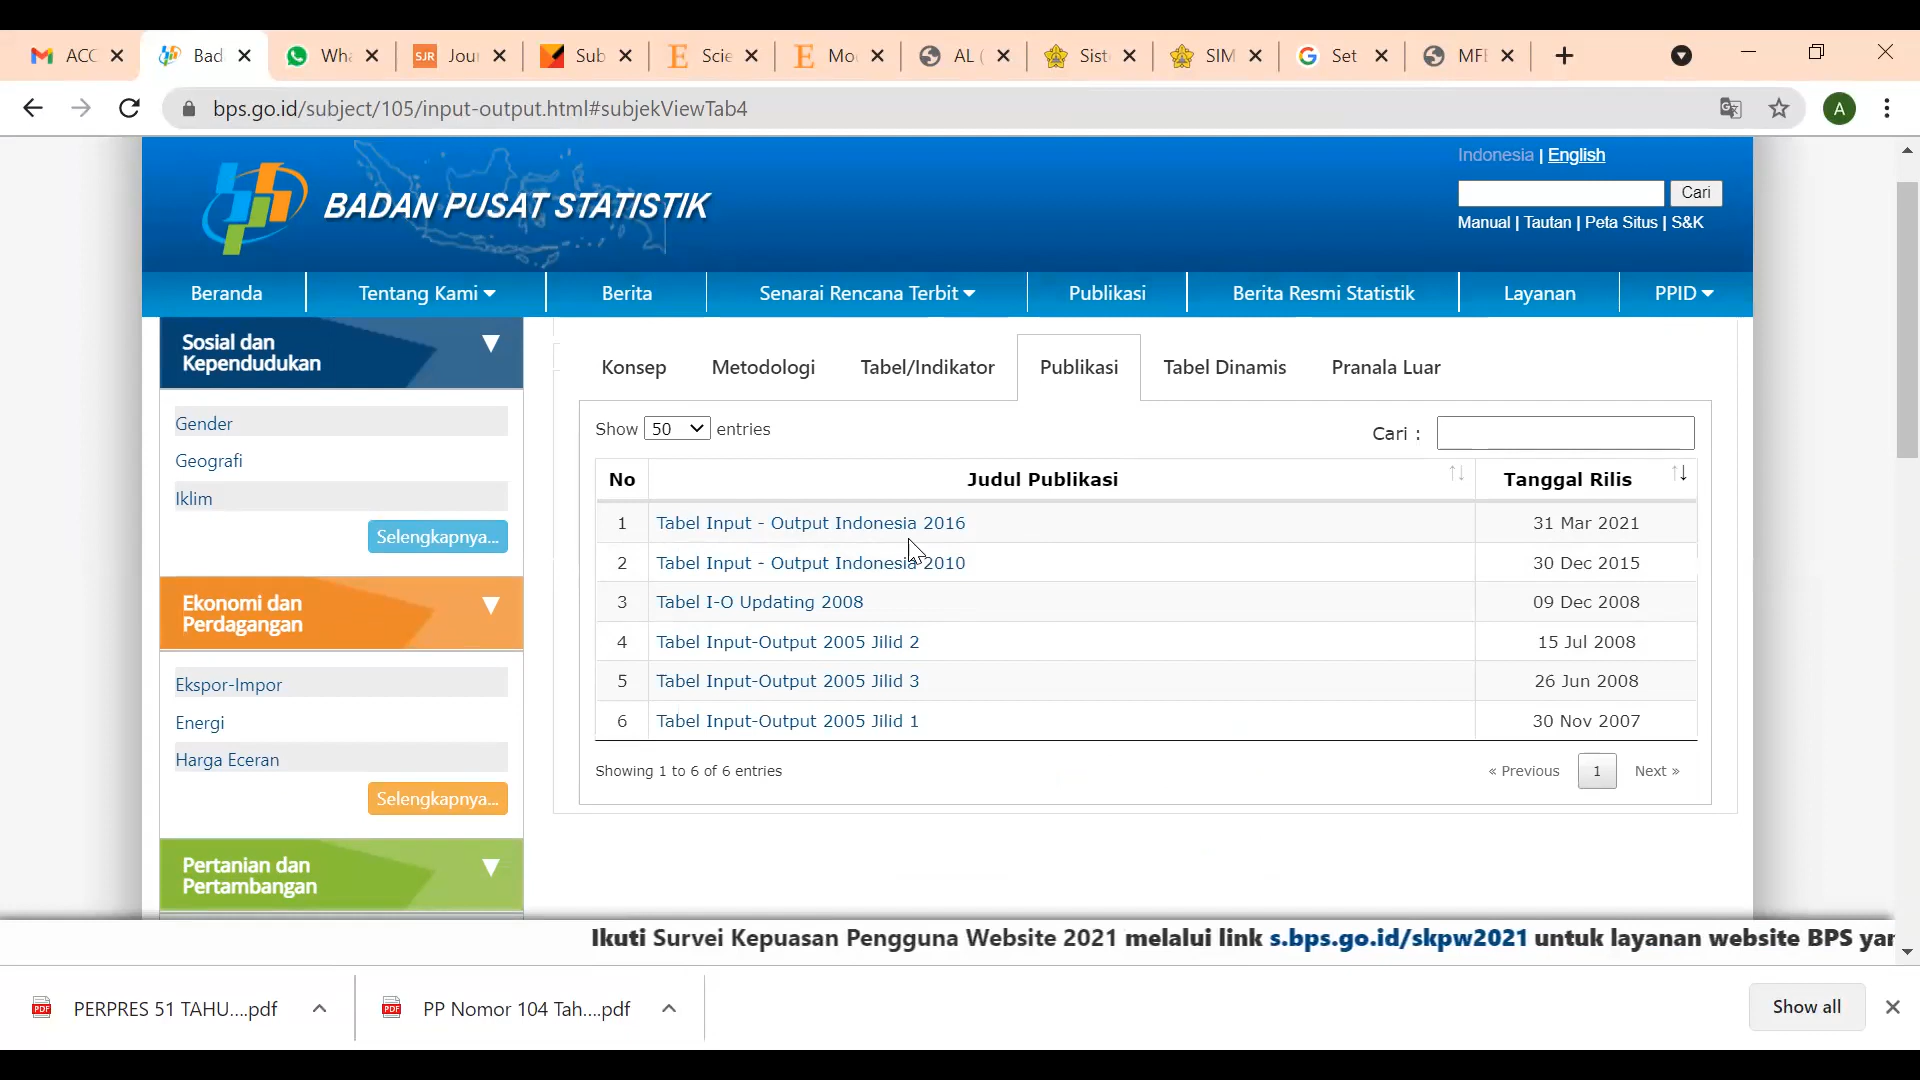 ACC
Bad
Wha
SJR
Jour
Sub
Scie
Mo
AL (
Sist
SIM
Set
MFE
bps.go.id/subject/105/input-output.html#subjekViewTab4
A
BADAN PUSAT STATISTIK
Indonesia | English
Cari
Manual | Tautan | Peta Situs | S&K
Beranda
Tentang Kami
Berita
Senarai Rencana Terbit
Publikasi
Berita Resmi Statistik
Layanan
PPID
Sosial dan
Kependudukan
Gender
Geografi
Iklim
Selengkapnya...
Ekonomi dan
Perdagangan
Ekspor-Impor
Energi
Harga Eceran
Selengkapnya...
Pertanian dan
Pertambangan
Konsep
Metodologi
Tabel/Indikator
Publikasi
Tabel Dinamis
Pranala Luar
Show 50 entries
Cari :
No Judul Publikasi Tanggal Rilis
1 Tabel Input - Output Indonesia 2016 31 Mar 2021
2 Tabel Input - Output Indonesia 2010 30 Dec 2015
3 Tabel I-O Updating 2008 09 Dec 2008
4 Tabel Input-Output 2005 Jilid 2 15 Jul 2008
5 Tabel Input-Output 2005 Jilid 3 26 Jun 2008
6 Tabel Input-Output 2005 Jilid 1 30 Nov 2007
Showing 1 to 6 of 6 entries
« Previous 1 Next »
Ikuti Survei Kepuasan Pengguna Website 2021 melalui link s.bps.go.id/skpw2021 untuk layanan website BPS yan
PERPRES 51 TAHU....pdf
PP Nomor 104 Tah....pdf
Show all